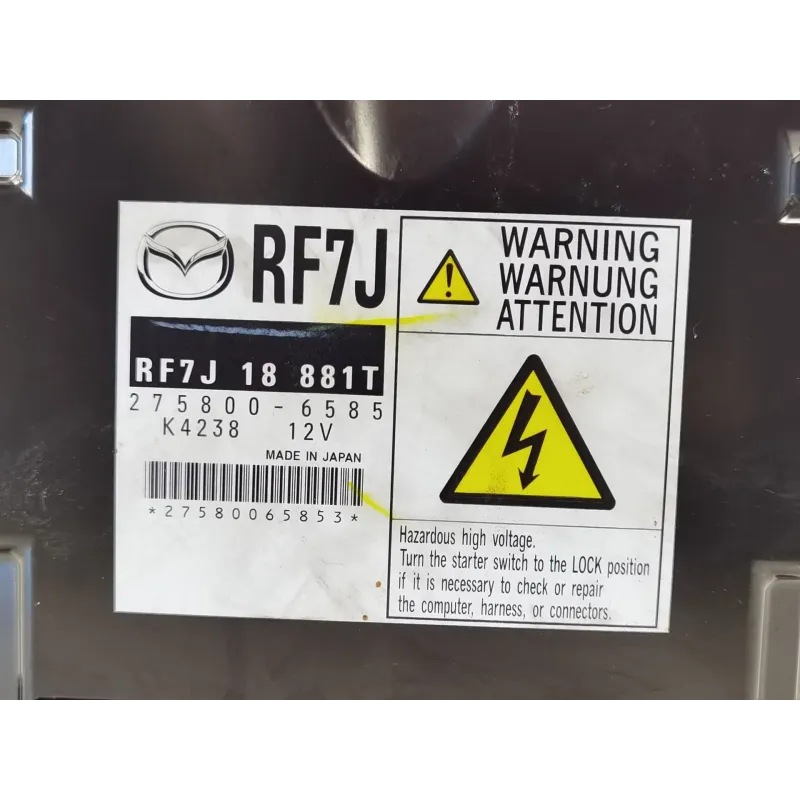 RF7J
RF7J 18 881T
275800-6585
K4238 12V
MADE IN JAPAN
*27580065853*
WARNING
WARNUNG
ATTENTION
Hazardous high voltage.
Turn the starter switch to the LOCK position
if it is necessary to check or repair
the computer, harness, or connectors.